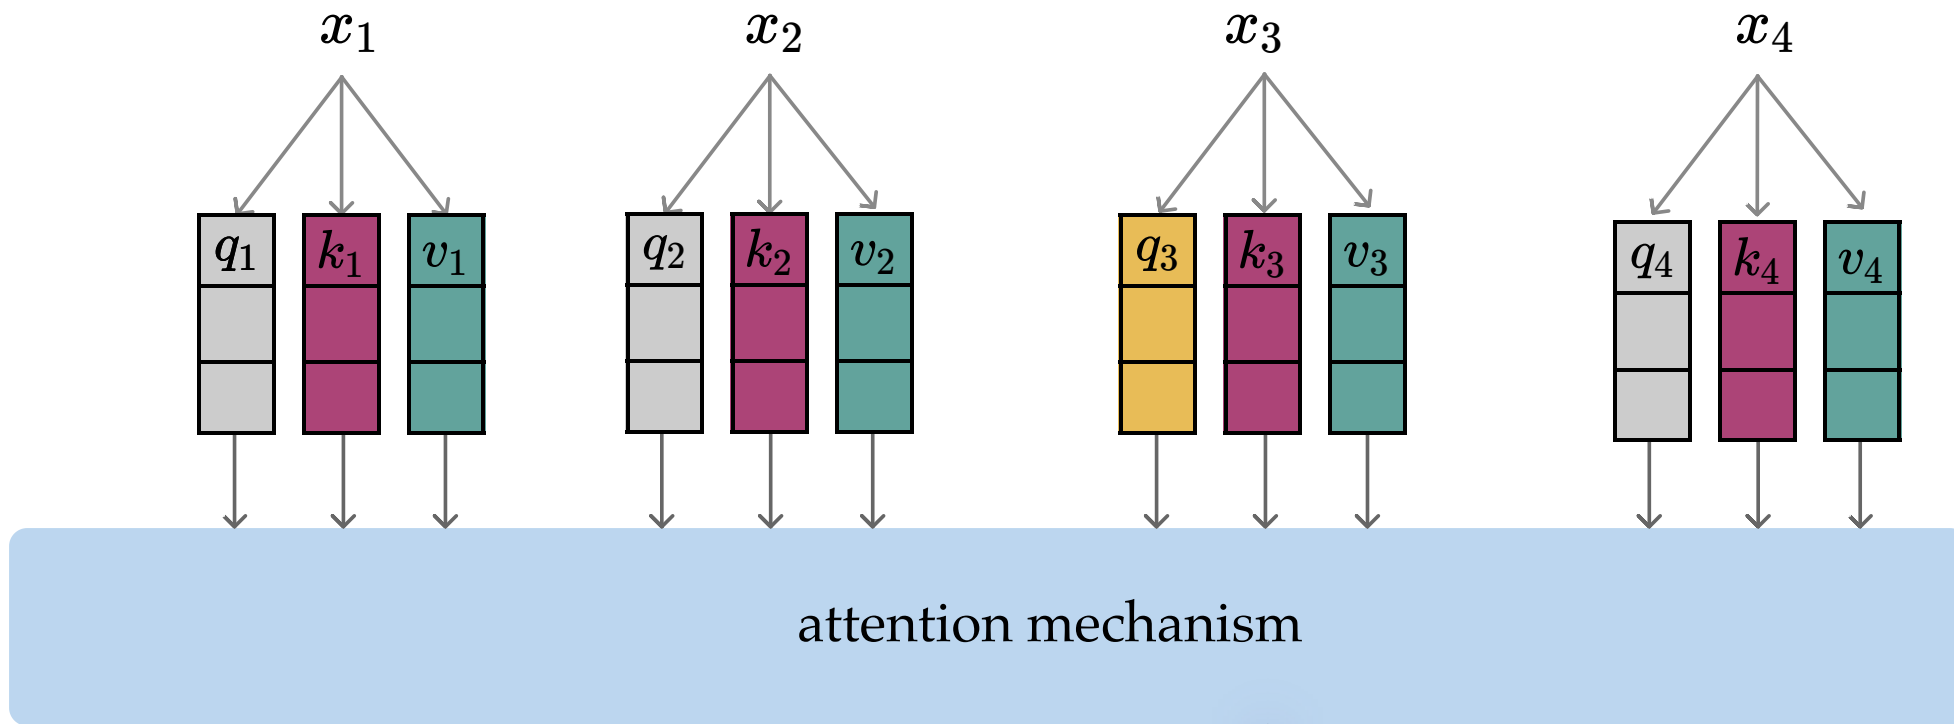 x₁ x₂ x₃ x₄
q₁ k₁ v₁ q₂ k₂ v₂ q₃ k₃ v₃ q₄ k₄ v₄
attention mechanism